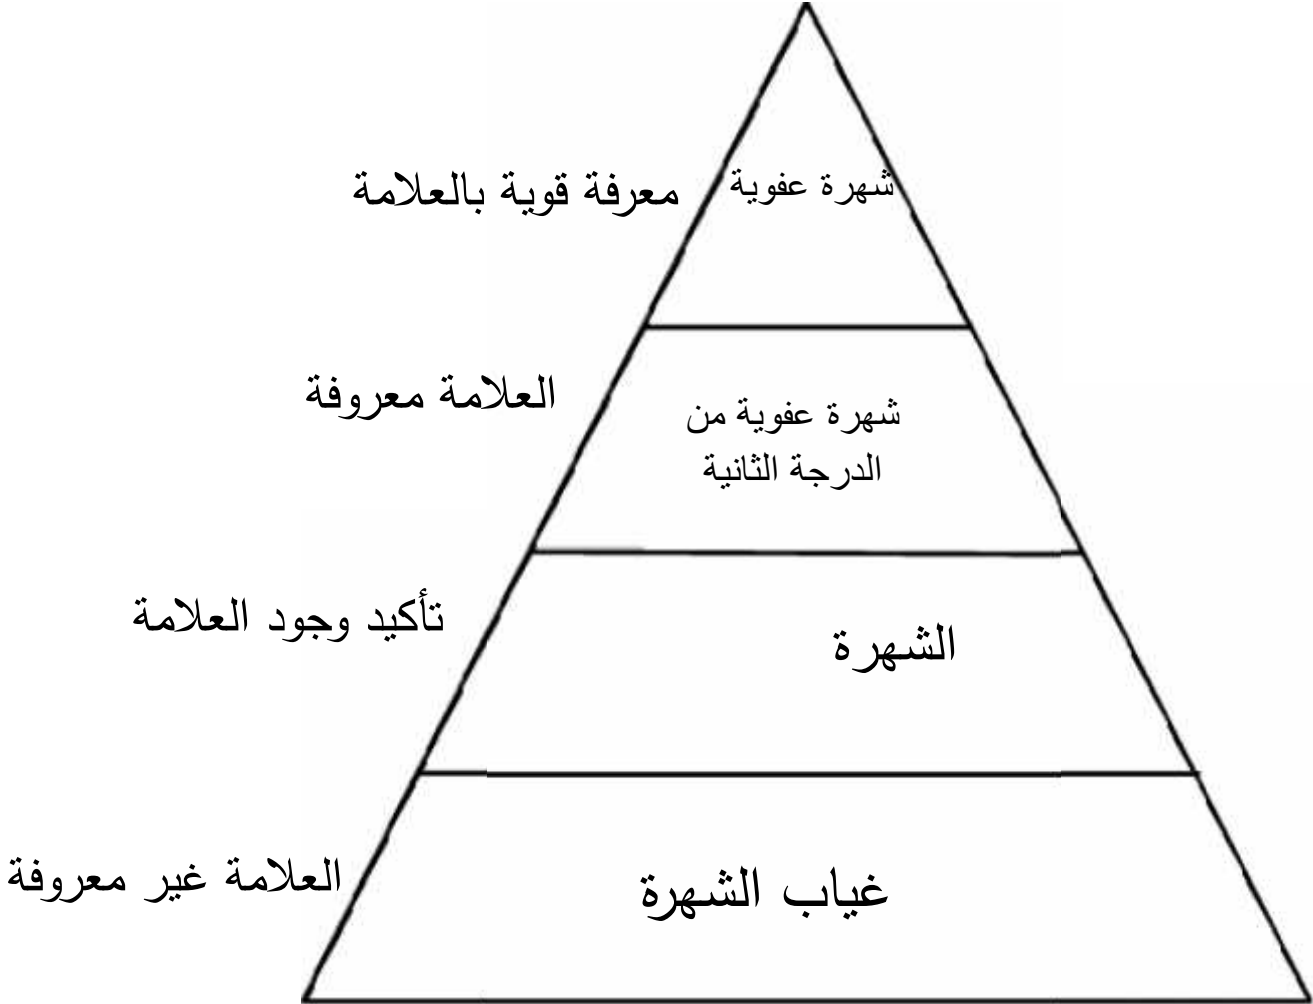 شهرة عفوية
معرفة قوية بالعلامة
شهرة عفوية من
الدرجة الثانية
العلامة معروفة
الشهرة
تأكيد وجود العلامة
غياب الشهرة
العلامة غير معروفة